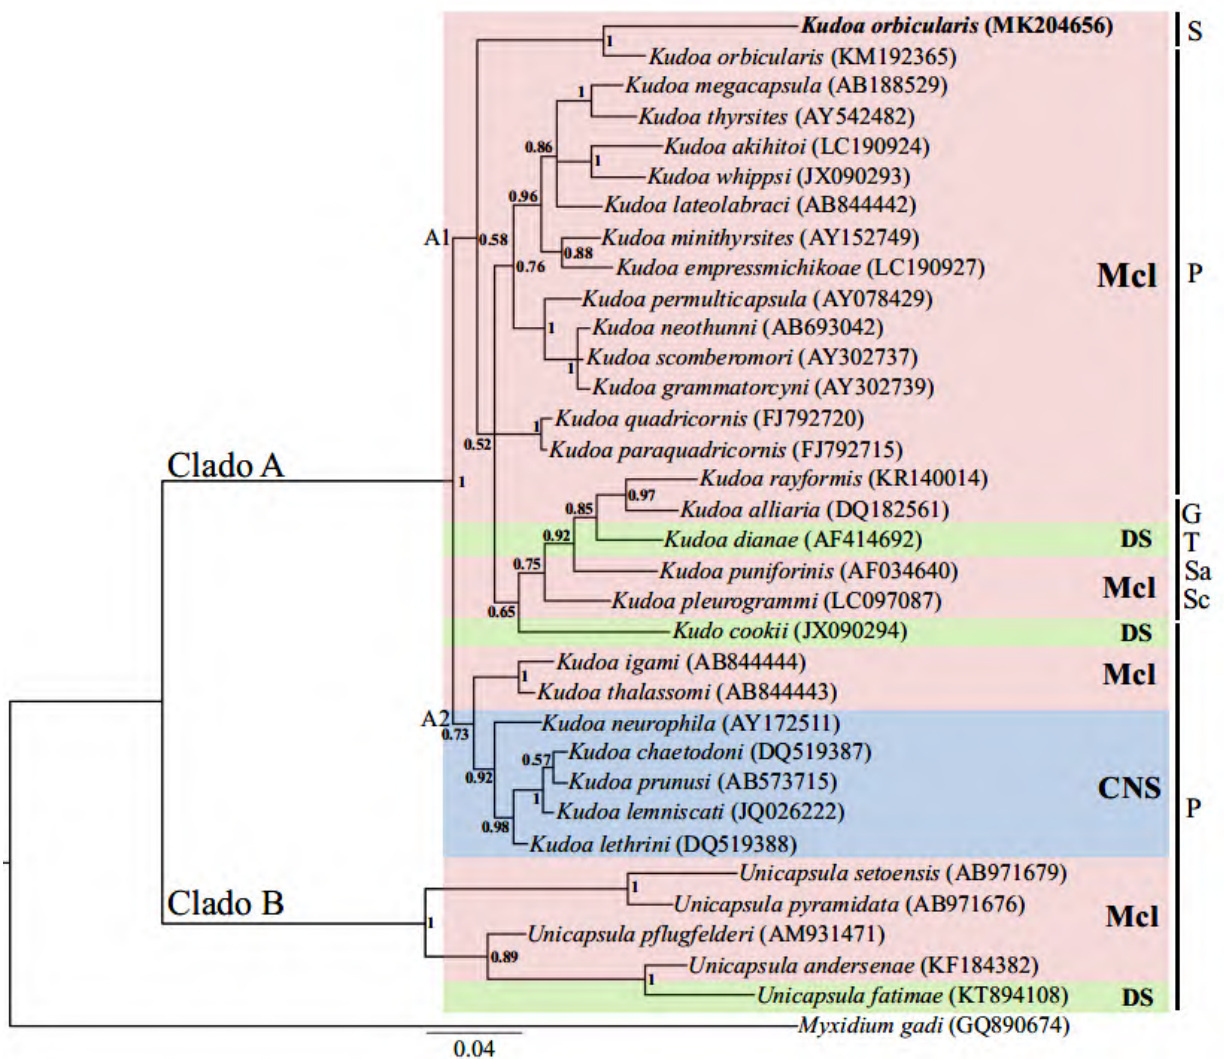 Kudoa orbicularis (MK204656)
S
1
Kudoa orbicularis (KM192365)
Kudoa megacapsula (AB188529)
1
Kudoa thyrsites (AY542482)
0.86
Kudoa akihitoi (LC190924)
1
Kudoa whippsi (JX090293)
0.96
Kudoa lateolabraci (AB844442)
A1
0.58
Kudoa minithyrsites (AY152749)
0.88
0.76
Kudoa empressmichikoae (LC190927)
Mcl
P
Kudoa permulticapsula (AY078429)
1
Kudoa neothunni (AB693042)
Kudoa scomberomori (AY302737)
1
Kudoa grammatorcyni (AY302739)
Kudoa quadricornis (FJ792720)
1
0.52
Kudoa paraquadricornis (FJ792715)
Clado A
1
Kudoa rayformis (KR140014)
0.97
0.85
Kudoa alliaria (DQ182561)
G
0.92
Kudoa dianae (AF414692)
DS
T
0.75
Kudoa puniforinis (AF034640)
Sa
Mcl
Kudoa pleurogrammi (LC097087)
Sc
0.65
Kudo cookii (JX090294)
DS
Kudoa igami (AB844444)
1
Mcl
Kudoa thalassomi (AB844443)
A2
0.73
Kudoa neurophila (AY172511)
Kudoa chaetodoni (DQ519387)
0.57
0.92
Kudoa prunusi (AB573715)
CNS
1
Kudoa lemniscati (JQ026222)
P
0.98
Kudoa lethrini (DQ519388)
Unicapsula setoensis (AB971679)
1
Clado B
Unicapsula pyramidata (AB971676)
Mcl
1
Unicapsula pflugfelderi (AM931471)
0.89
Unicapsula andersenae (KF184382)
1
Unicapsula fatimae (KT894108)
DS
Myxidium gadi (GQ890674)
0.04